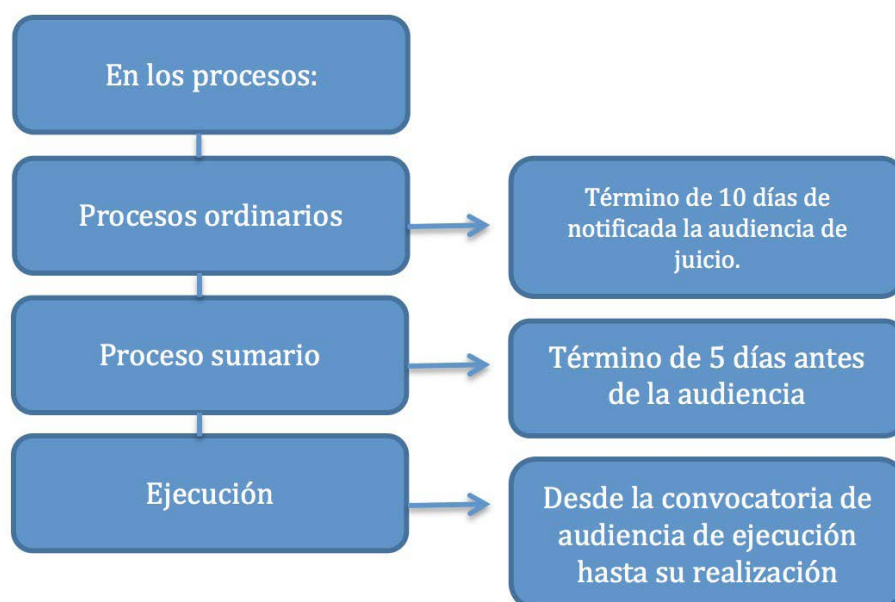 En los procesos:
Procesos ordinarios
Término de 10 días de
notificada la audiencia de
juicio.
Proceso sumario
Término de 5 días antes
de la audiencia
Ejecución
Desde la convocatoria de
audiencia de ejecución
hasta su realización